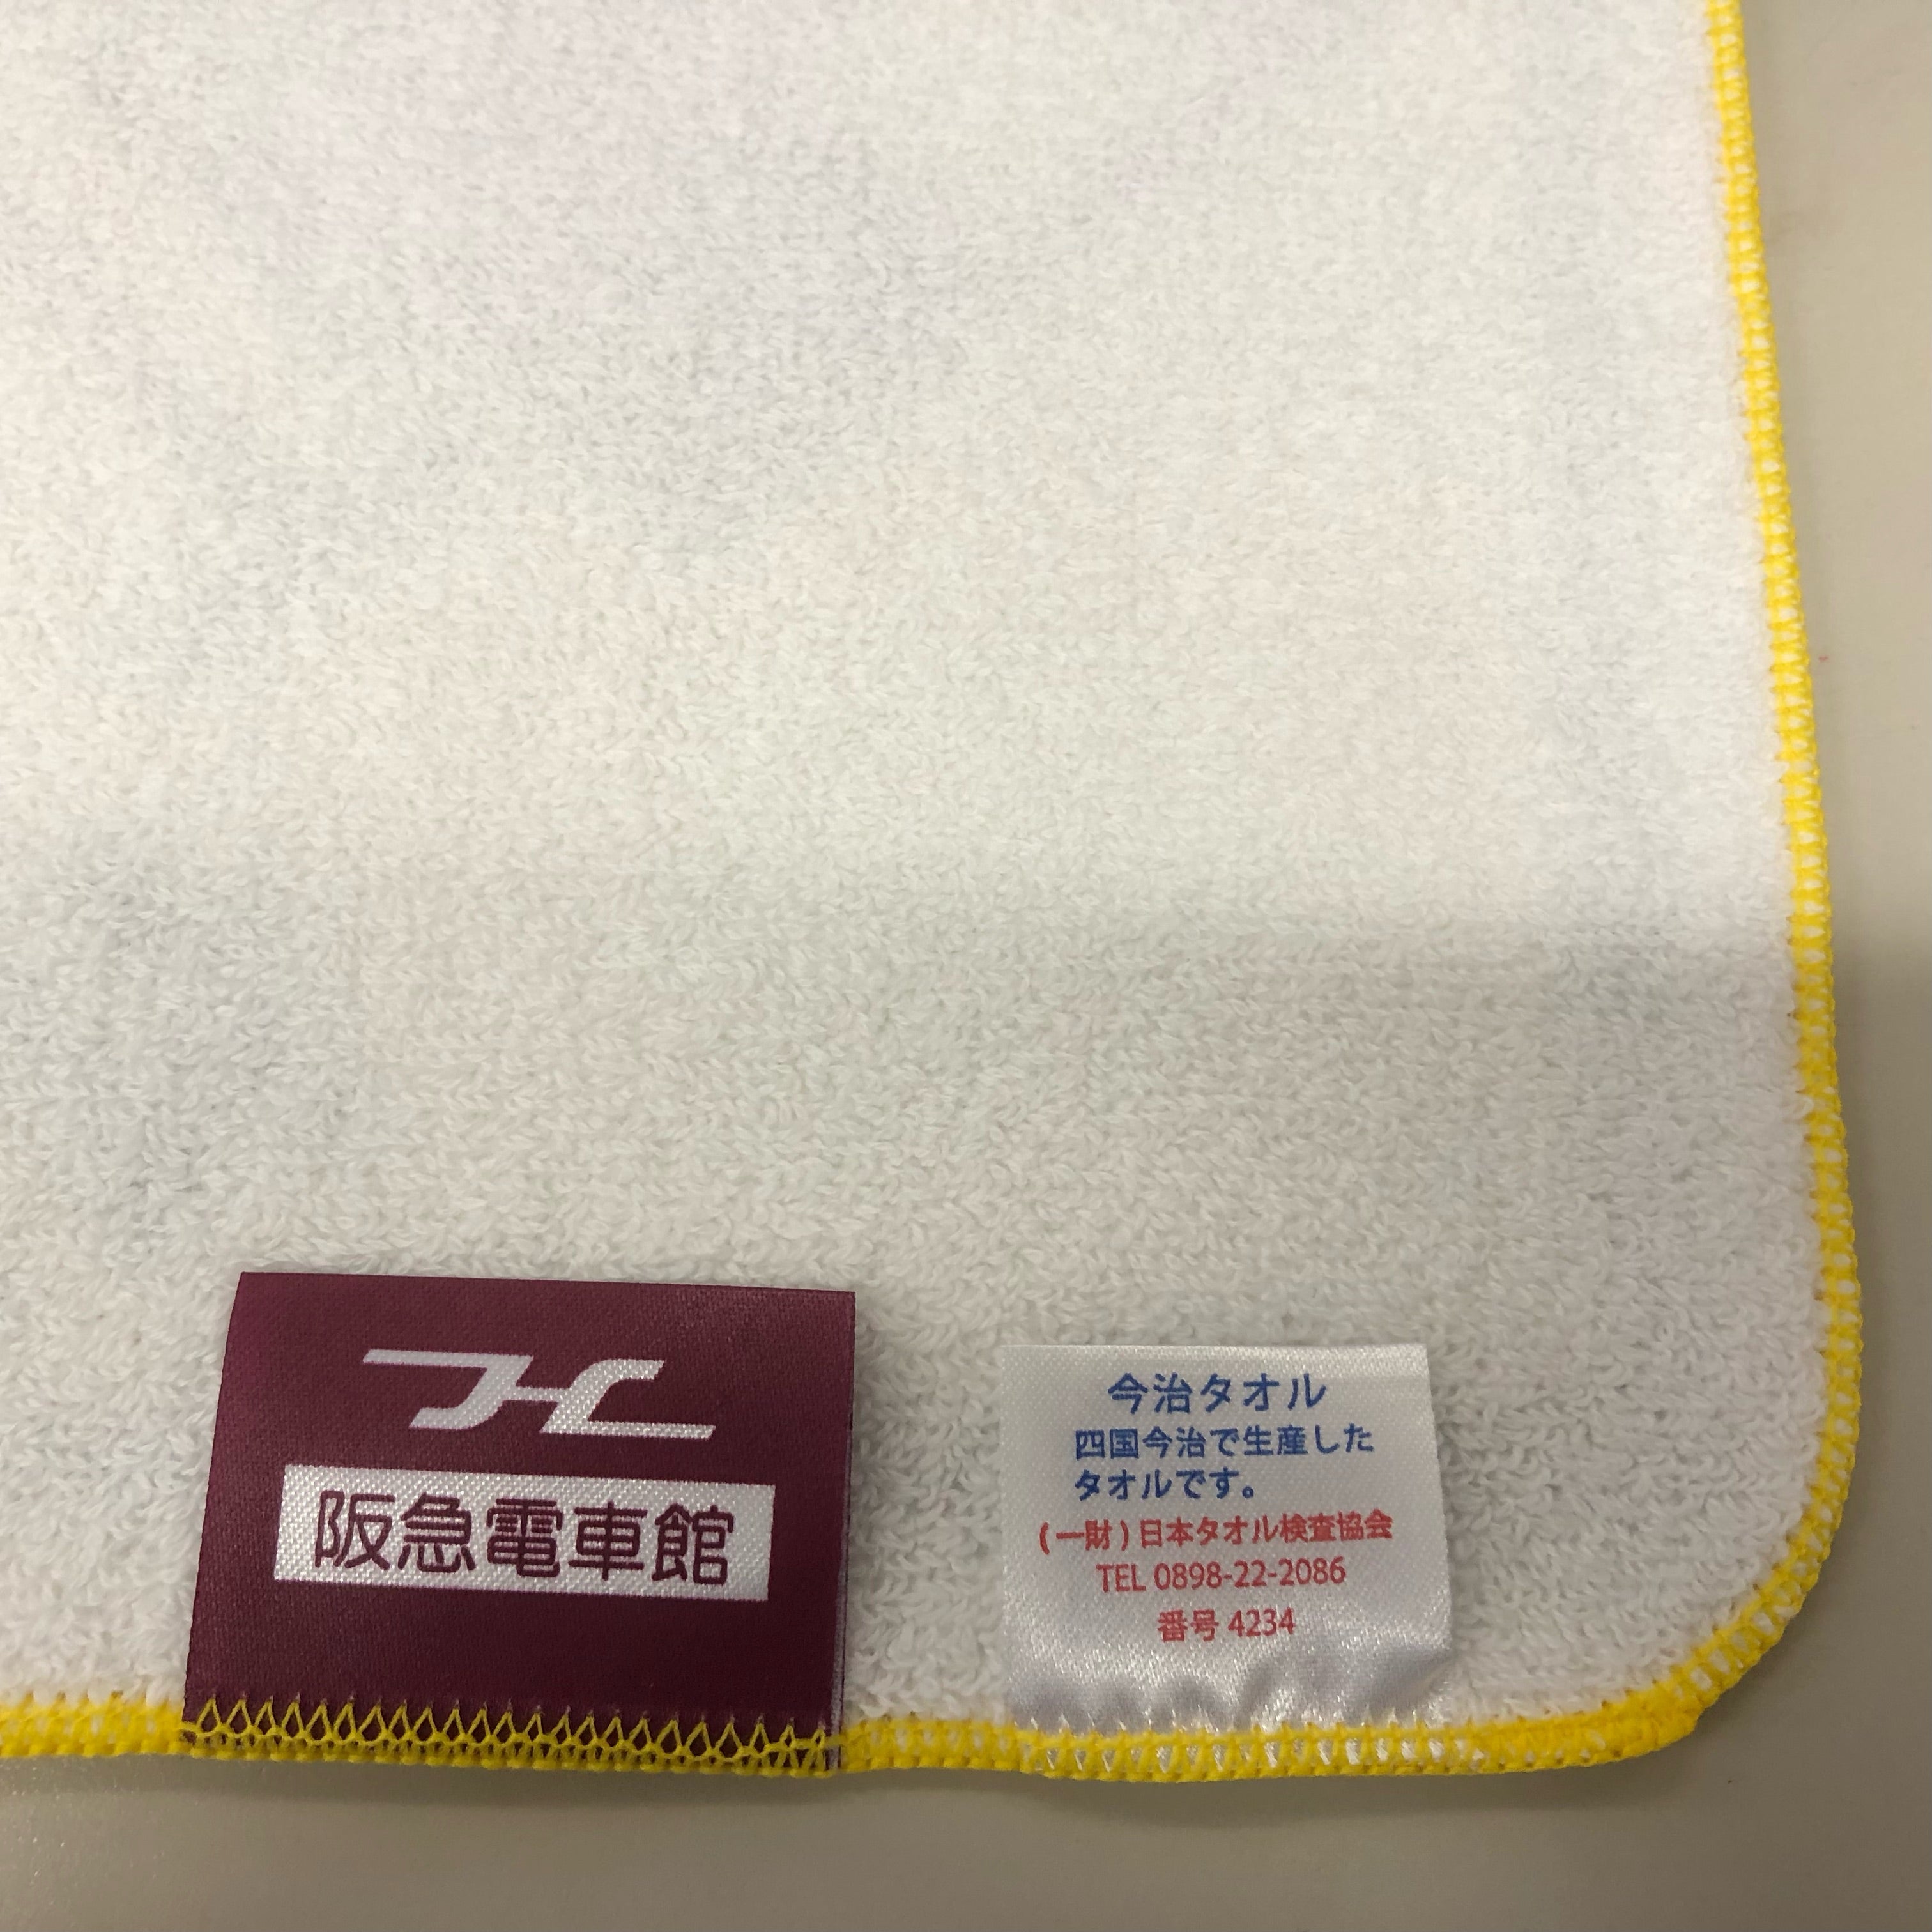 阪急電車館
今治タオル
四国今治で生産した
タオルです。
(一財)日本タオル検査協会
TEL 0898-22-2086
番号 4234